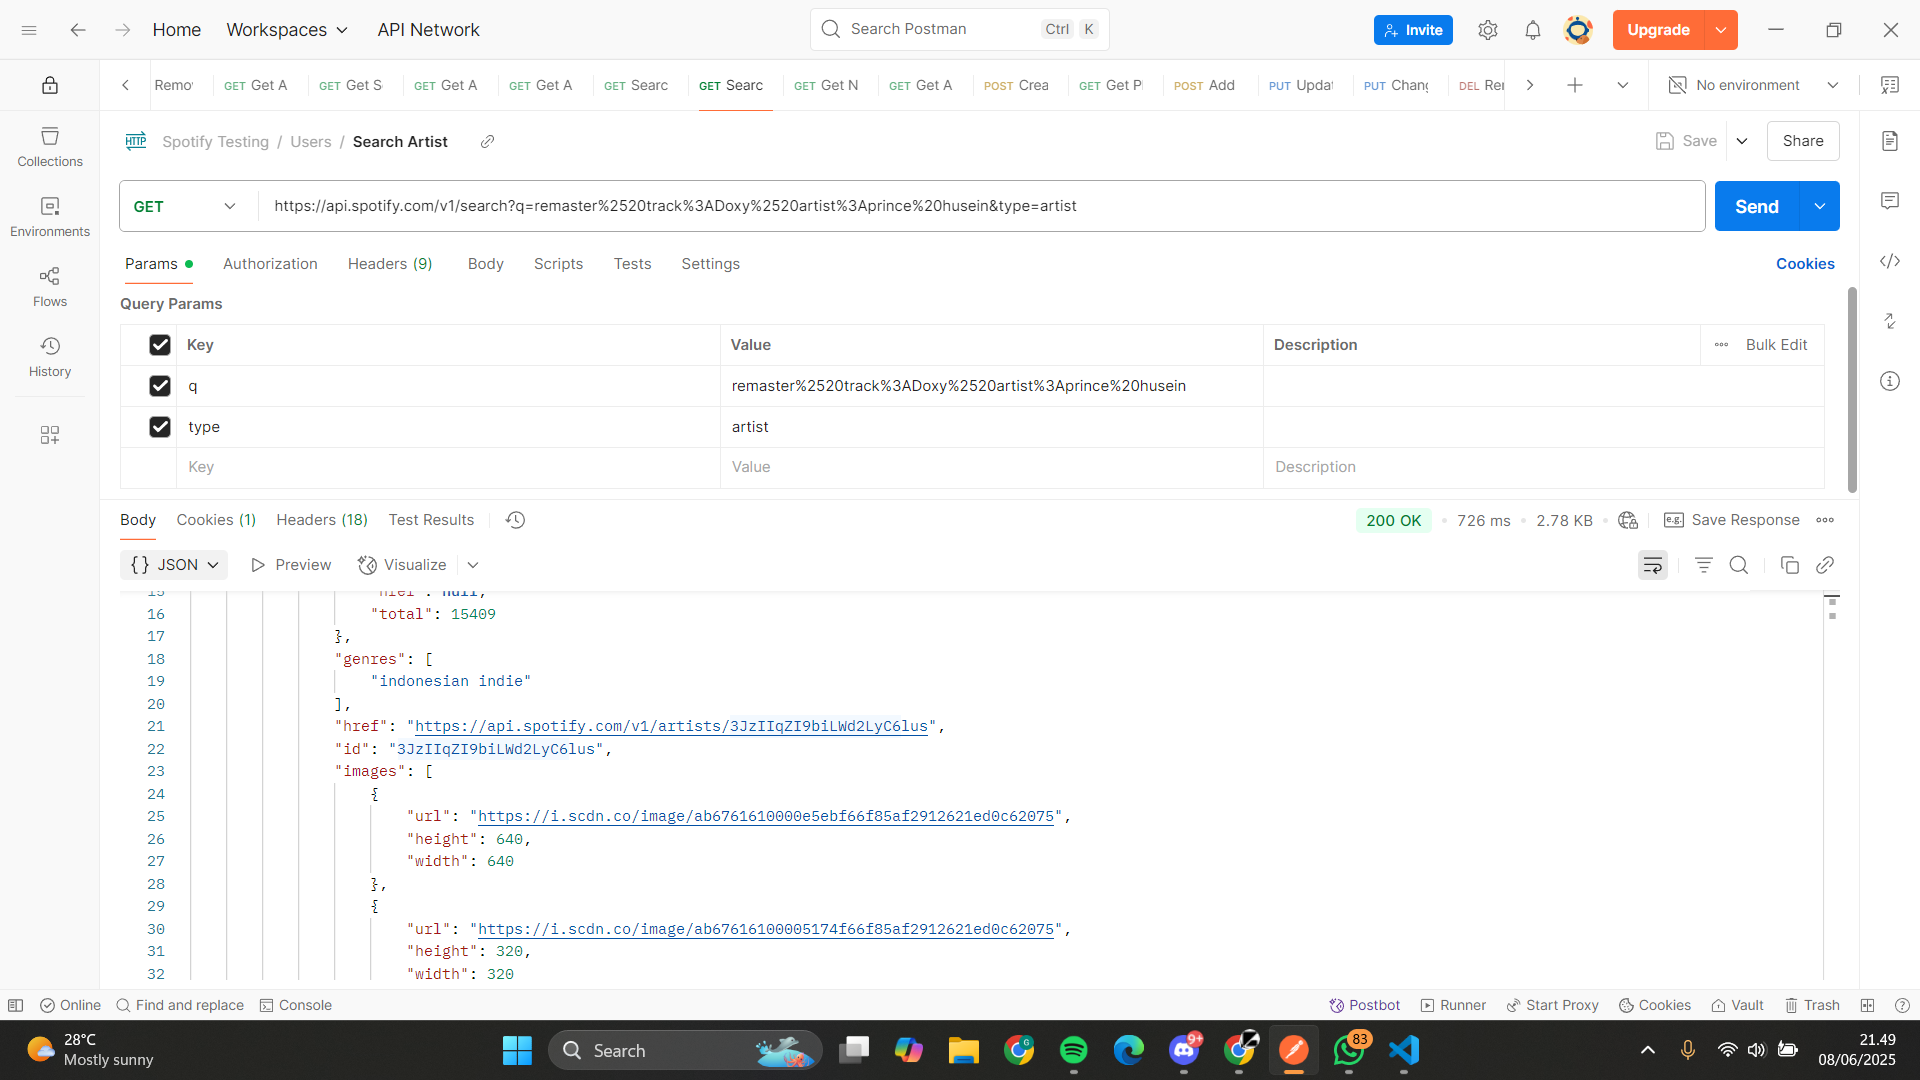 Home Workspaces API Network Search Postman Ctrl K Invite Upgrade
Remo GET Get A GET Get S GET Get A GET Get A GET Searc GET Searc GET Get N GET Get A POST Crea GET Get P POST Add PUT Updat PUT Chang DEL Rer No environment
HTTP Spotify Testing / Users / Search Artist Save Share
Collections
Environments
Flows
History
GET https://api.spotify.com/v1/search?q=remaster%2520track%3ADoxy%2520artist%3Aprince%20husein&type=artist Send
Params Authorization Headers (9) Body Scripts Tests Settings Cookies
Query Params
Key Value Description Bulk Edit
q remaster%2520track%3ADoxy%2520artist%3Aprince%20husein
type artist
Key Value Description
Body Cookies (1) Headers (18) Test Results 200 OK 726 ms 2.78 KB e.g. Save Response
{} JSON Preview Visualize
15 "href": null,
16 "total": 15409
17 },
18 "genres": [
19 "indonesian indie"
20 ],
21 "href": "https://api.spotify.com/v1/artists/3JzIIqZI9biLWd2LyC6lus",
22 "id": "3JzIIqZI9biLWd2LyC6lus",
23 "images": [
24 {
25 "url": "https://i.scdn.co/image/ab6761610000e5ebf66f85af2912621ed0c62075",
26 "height": 640,
27 "width": 640
28 },
29 {
30 "url": "https://i.scdn.co/image/ab67616100005174f66f85af2912621ed0c62075",
31 "height": 320,
32 "width": 320
Online Find and replace Console Postbot Runner Start Proxy Cookies Vault Trash
28°C
Mostly sunny
Search
G
9+
83
21.49
08/06/2025